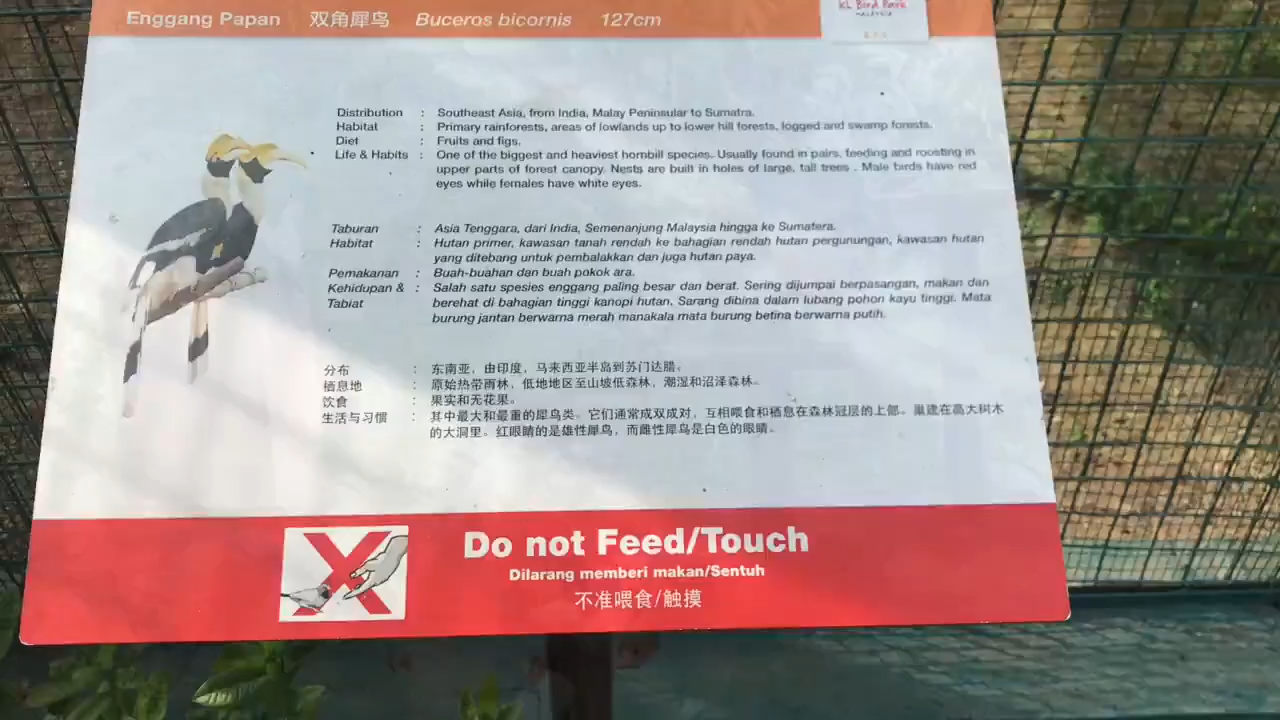 Enggang Papan 双角犀鸟 Buceros bicornis 127cm
KL Bird Park
MALAYSIA
Distribution : Southeast Asia, from India, Malay Peninsular to Sumatra.
Habitat : Primary rainforests, areas of lowlands up to lower hill forests, logged and swamp forests.
Diet : Fruits and figs.
Life & Habits : One of the biggest and heaviest hornbill species. Usually found in pairs, feeding and roosting in
upper parts of forest canopy. Nests are built in holes of large, tall trees . Male birds have red
eyes while females have white eyes.
Taburan : Asia Tenggara, dari India, Semenanjung Malaysia hingga ke Sumatera.
Habitat : Hutan primer, kawasan tanah rendah ke bahagian rendah hutan pergunungan, kawasan hutan
yang ditebang untuk pembalakkan dan juga hutan paya.
Pemakanan : Buah-buahan dan buah pokok ara.
Kehidupan & : Salah satu spesies enggang paling besar dan berat. Sering dijumpai berpasangan, makan dan
Tabiat berehat di bahagian tinggi kanopi hutan. Sarang dibina dalam lubang pohon kayu tinggi. Mata
burung jantan berwarna merah manakala mata burung betina berwarna putih.
分布 : 东南亚，由印度，马来西亚半岛到苏门达腊。
栖息地 : 原始热带雨林，低地地区至山坡低森林，潮湿和沼泽森林。
饮食 : 果实和无花果。
生活与习惯 : 其中最大和最重的犀鸟类。它们通常成双成对，互相喂食和栖息在森林冠层的上部。巢建在高大树木
的大洞里。红眼睛的是雄性犀鸟，而雌性犀鸟是白色的眼睛。
Do not Feed/Touch
Dilarang memberi makan/Sentuh
不准喂食/触摸